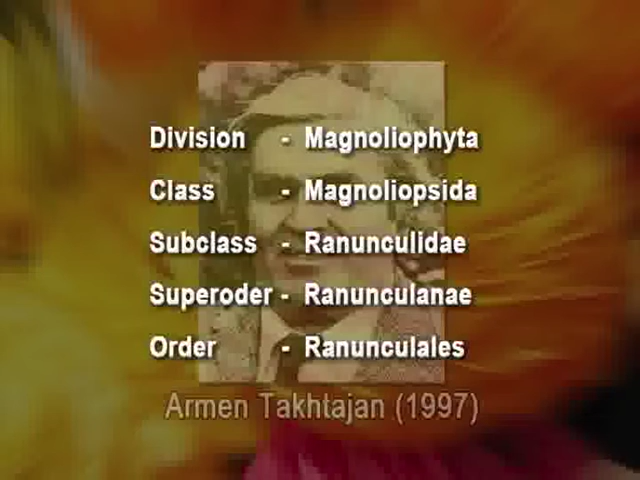 Division - Magnoliophyta
Class - Magnoliopsida
Subclass - Ranunculidae
Superoder - Ranunculanae
Order - Ranunculales
Armen Takhtajan (1997)